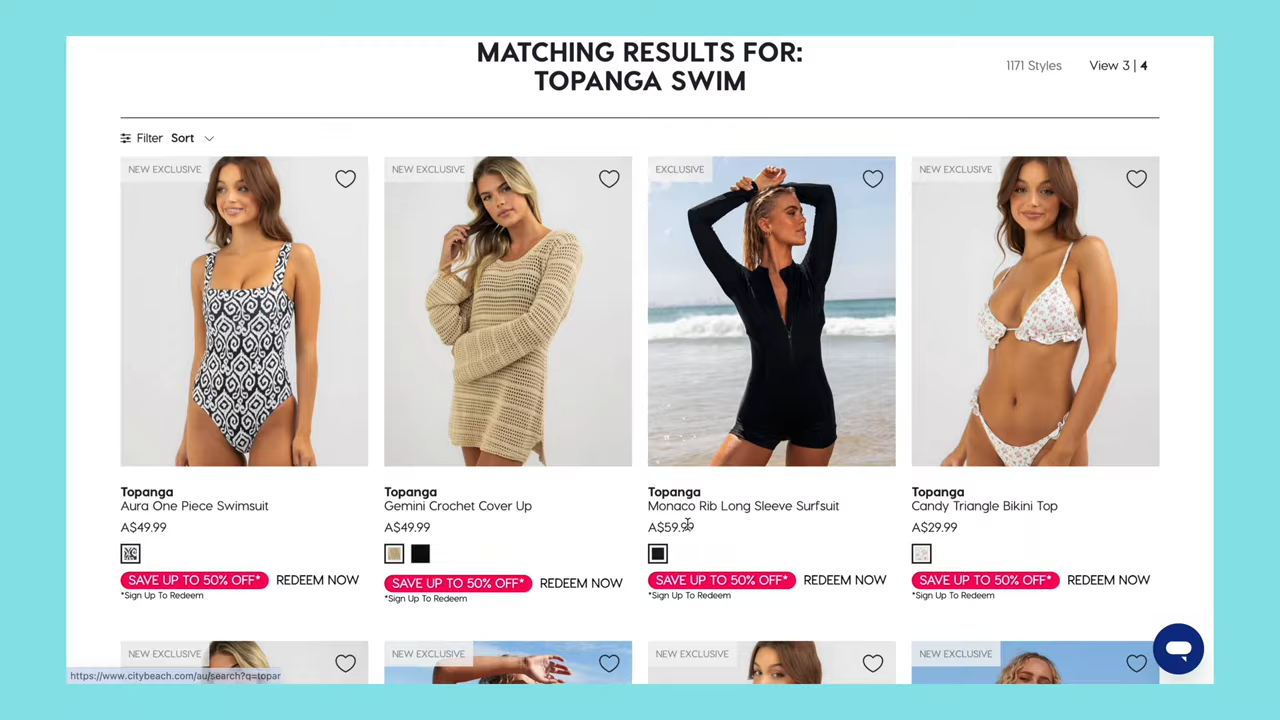 MATCHING RESULTS FOR:
TOPANGA SWIM
1171 Styles View 3 | 4
Filter Sort
NEW EXCLUSIVE
NEW EXCLUSIVE
EXCLUSIVE
NEW EXCLUSIVE
Topanga
Aura One Piece Swimsuit
A$49.99
SAVE UP TO 50% OFF* REDEEM NOW
*Sign Up To Redeem
Topanga
Gemini Crochet Cover Up
A$49.99
SAVE UP TO 50% OFF* REDEEM NOW
*Sign Up To Redeem
Topanga
Monaco Rib Long Sleeve Surfsuit
A$59.99
SAVE UP TO 50% OFF* REDEEM NOW
*Sign Up To Redeem
Topanga
Candy Triangle Bikini Top
A$29.99
SAVE UP TO 50% OFF* REDEEM NOW
*Sign Up To Redeem
NEW EXCLUSIVE
NEW EXCLUSIVE
NEW EXCLUSIVE
NEW EXCLUSIVE
https://www.citybeach.com/au/search?q=topar